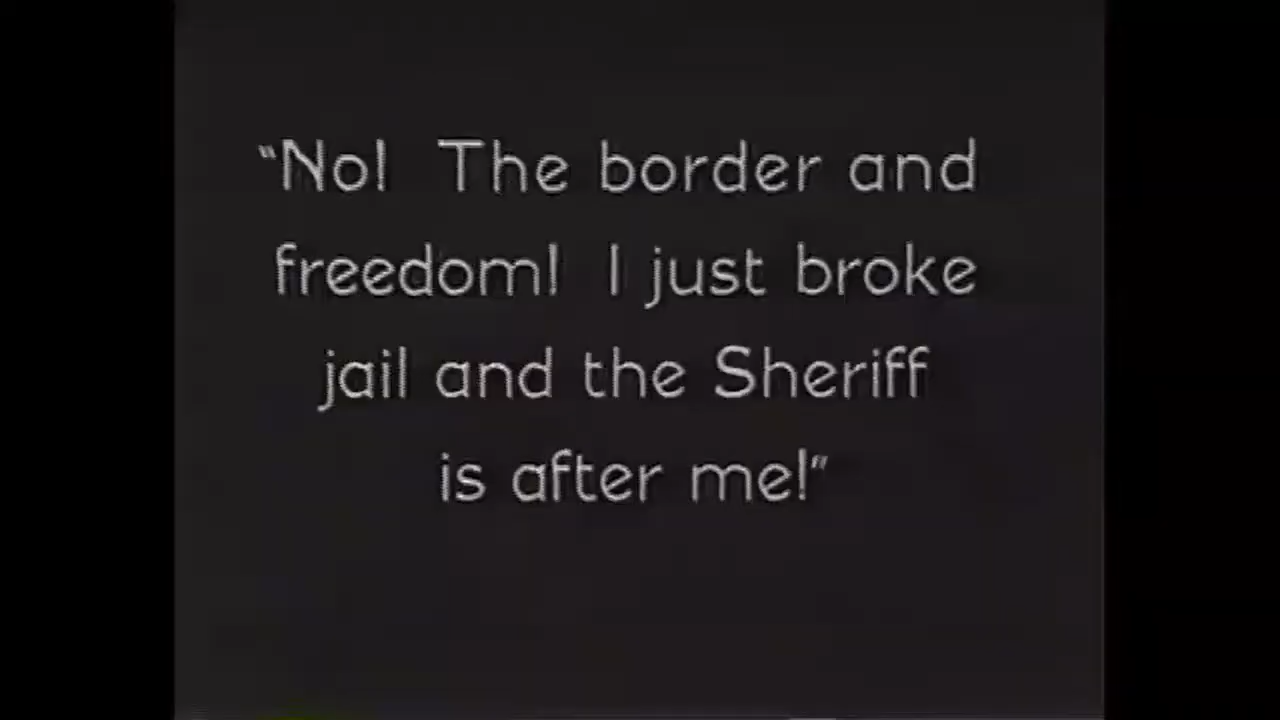 "No!  The border and
freedom!  I just broke
jail and the Sheriff
is after me!"